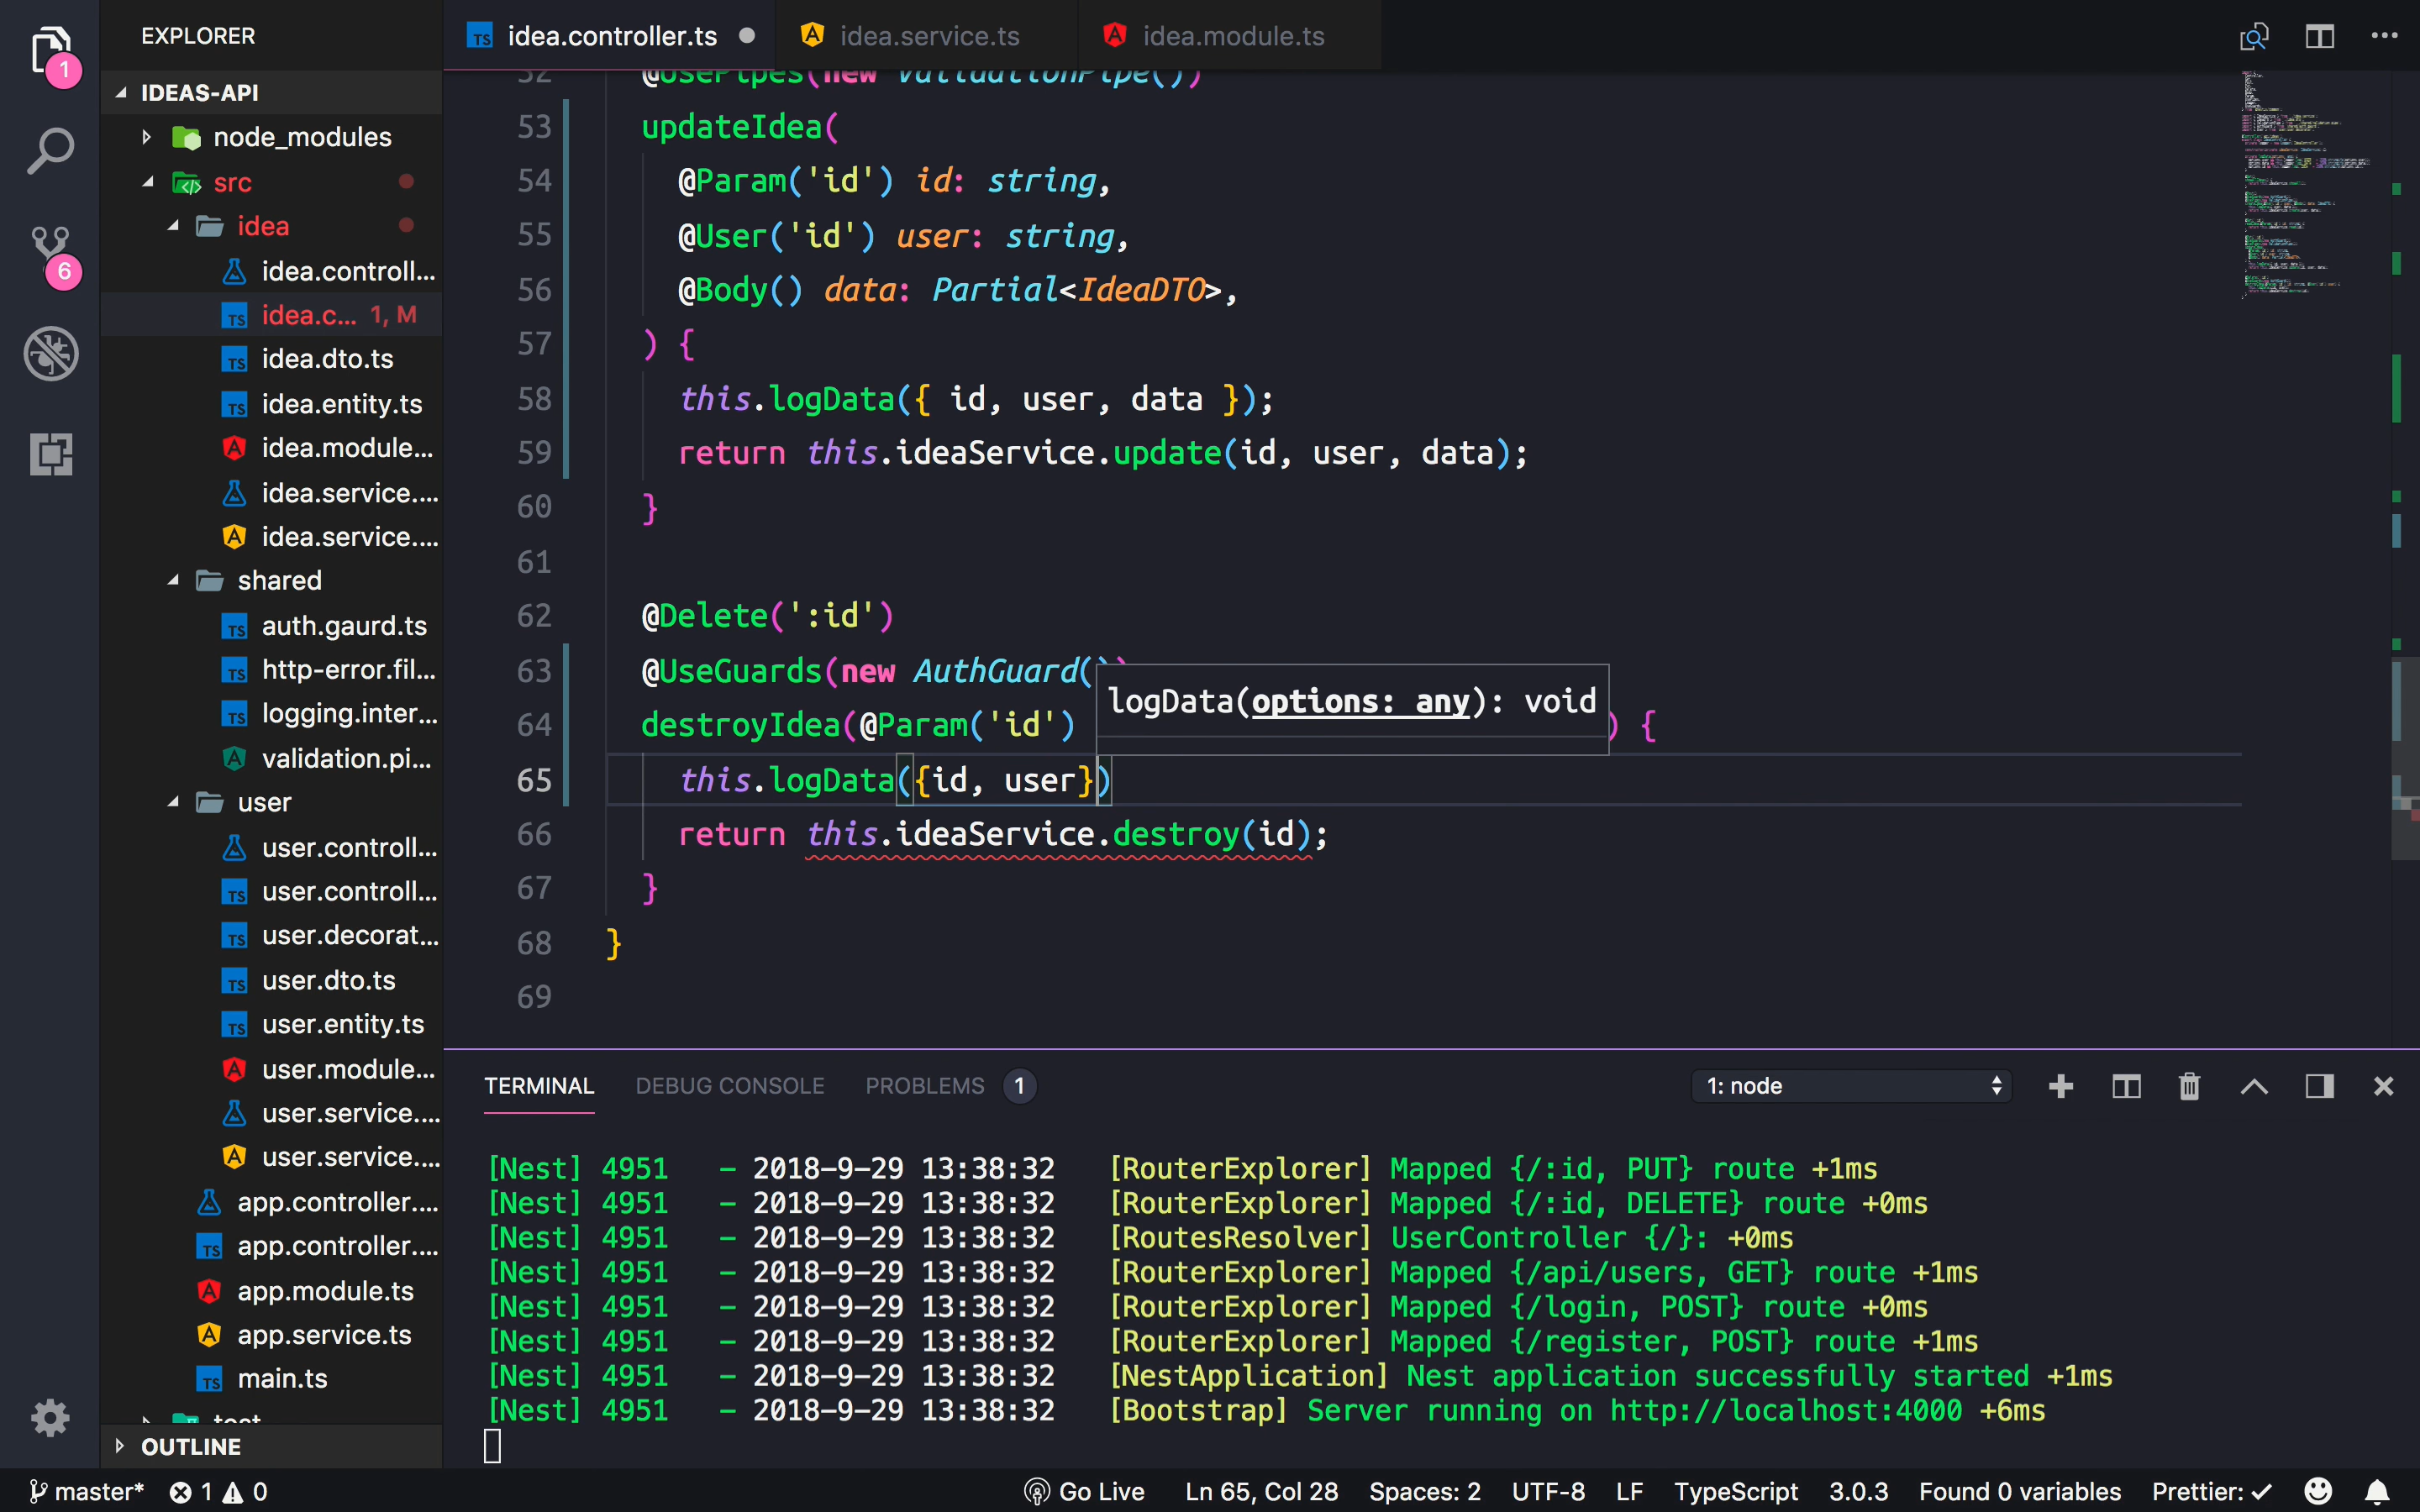 EXPLORER
IDEAS-API
node_modules
src
idea
idea.controll...
idea.c... 1, M
idea.dto.ts
idea.entity.ts
idea.module...
idea.service....
idea.service....
shared
auth.gaurd.ts
http-error.fil...
logging.inter...
validation.pi...
user
user.controll...
user.controll...
user.decorat...
user.dto.ts
user.entity.ts
user.module...
user.service....
user.service....
app.controller....
app.controller....
app.module.ts
app.service.ts
main.ts
test
OUTLINE
1
6
idea.controller.ts
idea.service.ts
idea.module.ts
52 @UsePipes(new ValidationPipe())
53 updateIdea(
54 @Param('id') id: string,
55 @User('id') user: string,
56 @Body() data: Partial<IdeaDTO>,
57 ) {
58 this.logData({ id, user, data });
59 return this.ideaService.update(id, user, data);
60 }
61
62 @Delete(':id')
63 @UseGuards(new AuthGuard())
logData(options: any): void
64 destroyIdea(@Param('id') ) {
65 this.logData({id, user})
66 return this.ideaService.destroy(id);
67 }
68 }
69
TERMINAL DEBUG CONSOLE PROBLEMS 1 1: node
[Nest] 4951 - 2018-9-29 13:38:32 [RouterExplorer] Mapped {/:id, PUT} route +1ms
[Nest] 4951 - 2018-9-29 13:38:32 [RouterExplorer] Mapped {/:id, DELETE} route +0ms
[Nest] 4951 - 2018-9-29 13:38:32 [RoutesResolver] UserController {/}: +0ms
[Nest] 4951 - 2018-9-29 13:38:32 [RouterExplorer] Mapped {/api/users, GET} route +1ms
[Nest] 4951 - 2018-9-29 13:38:32 [RouterExplorer] Mapped {/login, POST} route +0ms
[Nest] 4951 - 2018-9-29 13:38:32 [RouterExplorer] Mapped {/register, POST} route +1ms
[Nest] 4951 - 2018-9-29 13:38:32 [NestApplication] Nest application successfully started +1ms
[Nest] 4951 - 2018-9-29 13:38:32 [Bootstrap] Server running on http://localhost:4000 +6ms
master* 1 0 Go Live Ln 65, Col 28 Spaces: 2 UTF-8 LF TypeScript 3.0.3 Found 0 variables Prettier: ✓